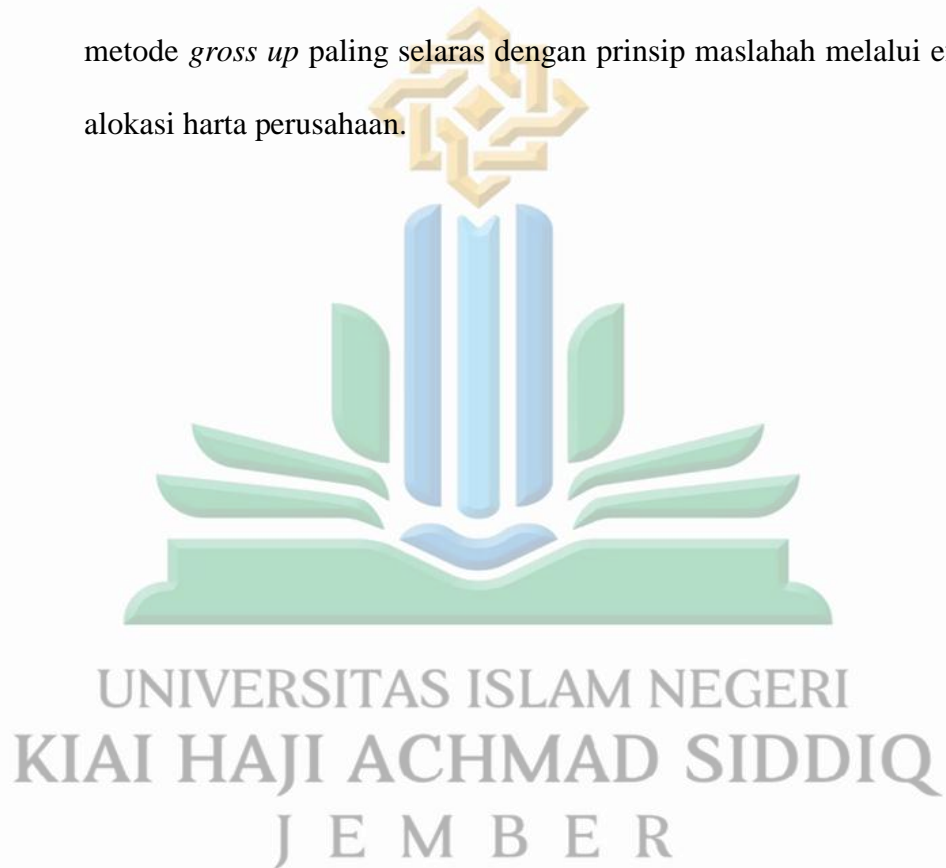 metode gross up paling selaras dengan prinsip maslahah melalui
alokasi harta perusahaan.
UNIVERSITAS ISLAM NEGERI
KIAI HAJI ACHMAD SIDDIQ
JEMBER